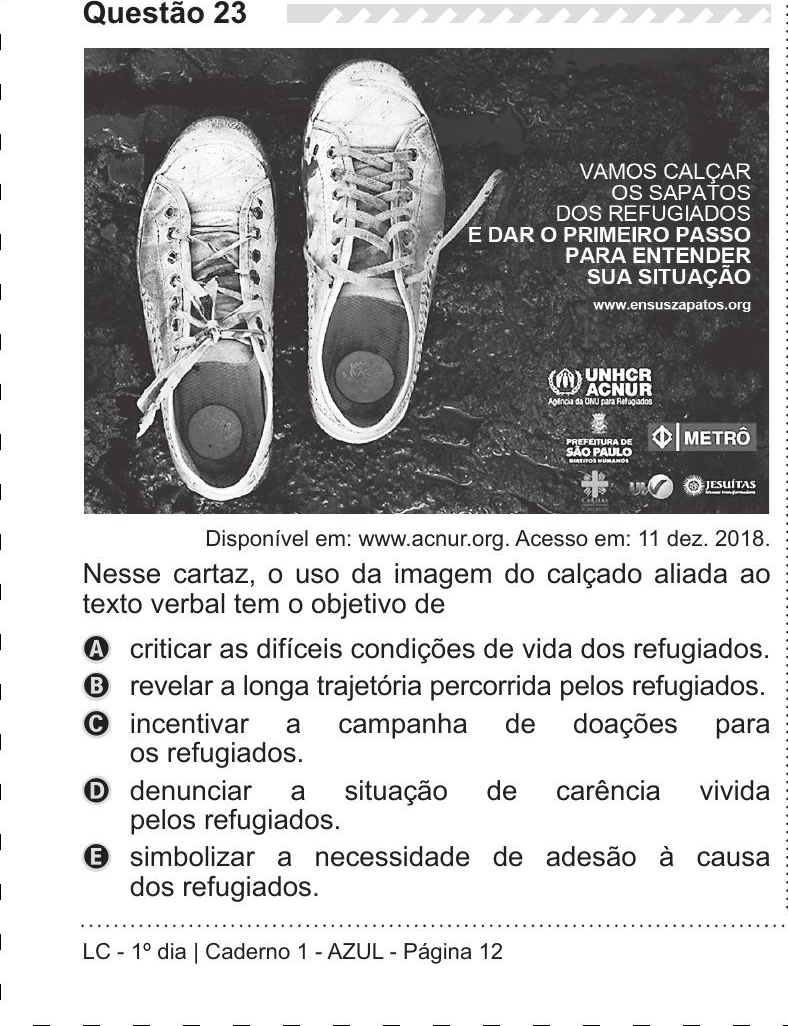 Questão 23
VAMOS CALÇAR
OS SAPATOS
DOS REFUGIADOS
E DAR O PRIMEIRO PASSO
PARA ENTENDER
SUA SITUAÇÃO
www.ensuszapatos.org
UNHCR
ACNUR
Agência da ONU para Refugiados
PREFEITURA DE
SÃO PAULO
DIREITOS HUMANOS
METRÔ
JESUÍTAS
Disponível em: www.acnur.org. Acesso em: 11 dez. 2018.
Nesse cartaz, o uso da imagem do calçado aliada ao
texto verbal tem o objetivo de
A criticar as difíceis condições de vida dos refugiados.
B revelar a longa trajetória percorrida pelos refugiados.
C incentivar a campanha de doações para
os refugiados.
D denunciar a situação de carência vivida
pelos refugiados.
E simbolizar a necessidade de adesão à causa
dos refugiados.
LC - 1º dia | Caderno 1 - AZUL - Página 12